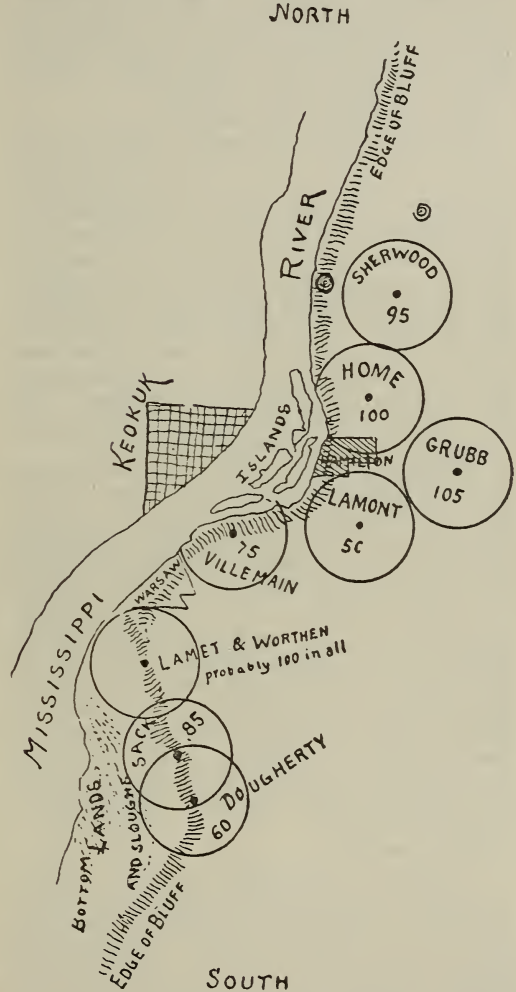 NORTH
EDGE OF BLUFF
RIVER
SHERWOOD
95
HOME
100
KEOKUK
ISLANDS
GRUBB
105
LAMONT
50
75
VILLEMAIN
WARSAW
MISSISSIPPI
LAMET & WORTHEN
probably 100 in all
85
SACK
DOUGHERTY
60
BOTTOM LANDS
AND SLOUGHS
EDGE OF BLUFF
SOUTH